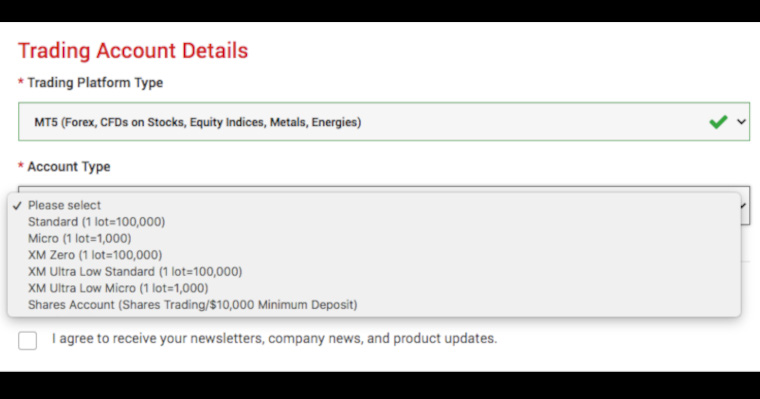 Trading Account Details
* Trading Platform Type
MT5 (Forex, CFDs on Stocks, Equity Indices, Metals, Energies)
* Account Type
Please select
Standard (1 lot=100,000)
Micro (1 lot=1,000)
XM Zero (1 lot=100,000)
XM Ultra Low Standard (1 lot=100,000)
XM Ultra Low Micro (1 lot=1,000)
Shares Account (Shares Trading/$10,000 Minimum Deposit)
I agree to receive your newsletters, company news, and product updates.